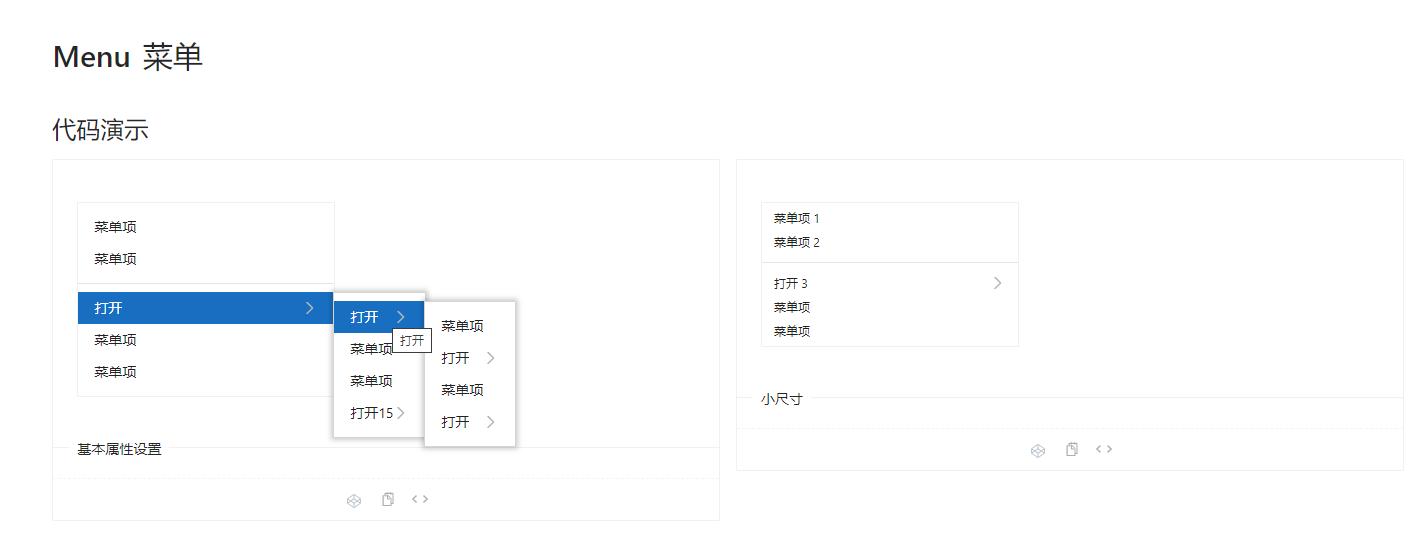 Menu 菜单
代码演示
菜单项
菜单项
打开
菜单项
菜单项
打开
菜单项
菜单项
打开15
打开
菜单项
打开
菜单项
打开
基本属性设置
菜单项 1
菜单项 2
打开 3
菜单项
菜单项
小尺寸